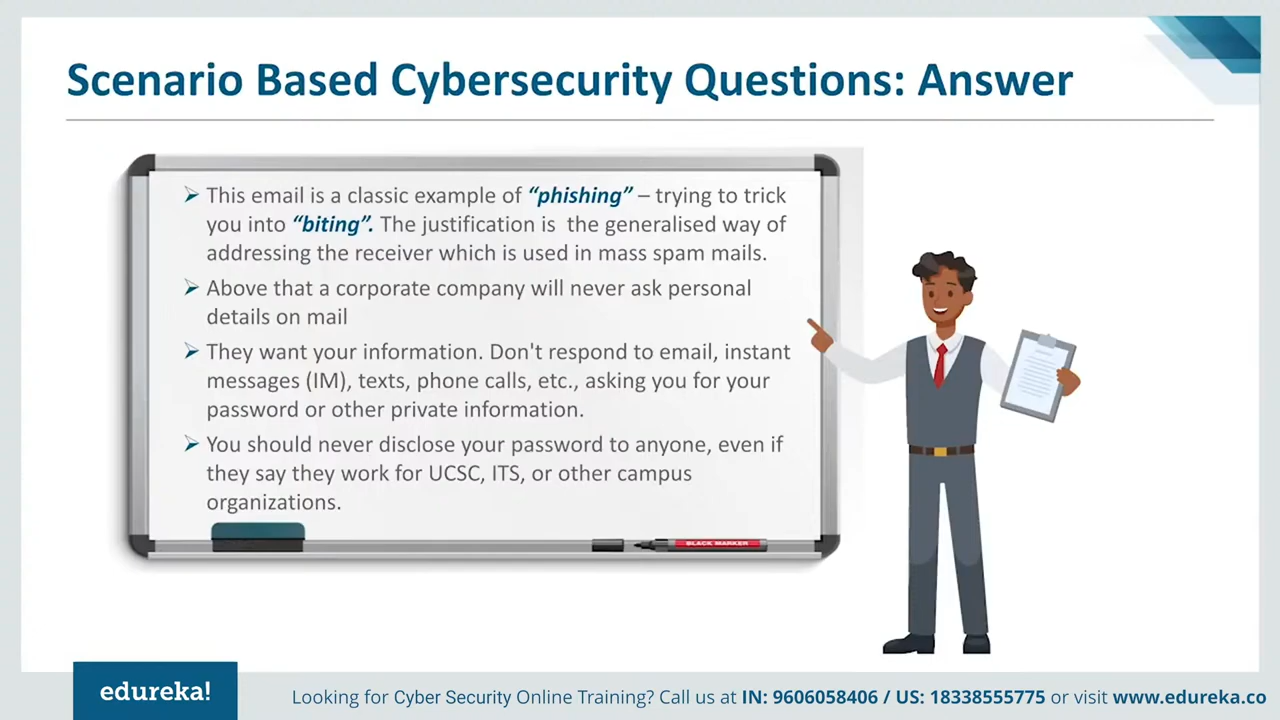 Scenario Based Cybersecurity Questions: Answer
➢ This email is a classic example of “phishing” – trying to trick
you into “biting”. The justification is the generalised way of
addressing the receiver which is used in mass spam mails.
➢ Above that a corporate company will never ask personal
details on mail
➢ They want your information. Don't respond to email, instant
messages (IM), texts, phone calls, etc., asking you for your
password or other private information.
➢ You should never disclose your password to anyone, even if
they say they work for UCSC, ITS, or other campus
organizations.
BLACK MARKER
edureka!
Looking for Cyber Security Online Training? Call us at IN: 9606058406 / US: 18338555775 or visit www.edureka.co